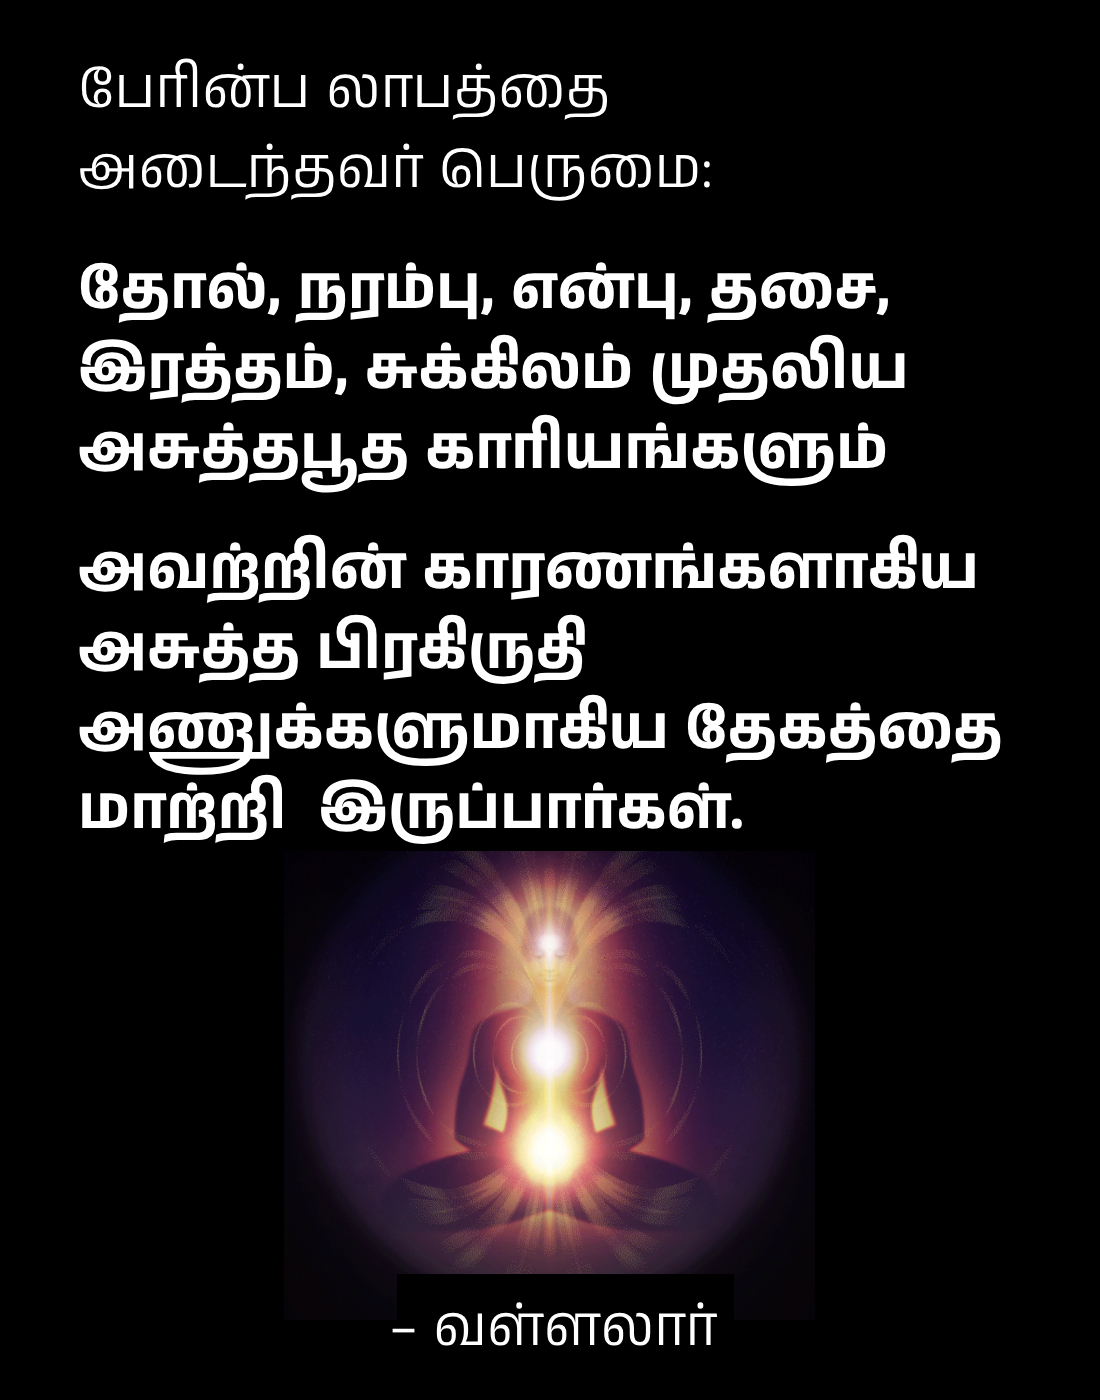 பேரின்ப லாபத்தை
அடைந்தவர் பெருமை:
தோல், நரம்பு, என்பு, தசை,
இரத்தம், சுக்கிலம் முதலிய
அசுத்தபூத காரியங்களும்
அவற்றின் காரணங்களாகிய
அசுத்த பிரகிருதி
அணுக்களுமாகிய தேகத்தை
மாற்றி இருப்பார்கள்.
– வள்ளலார்